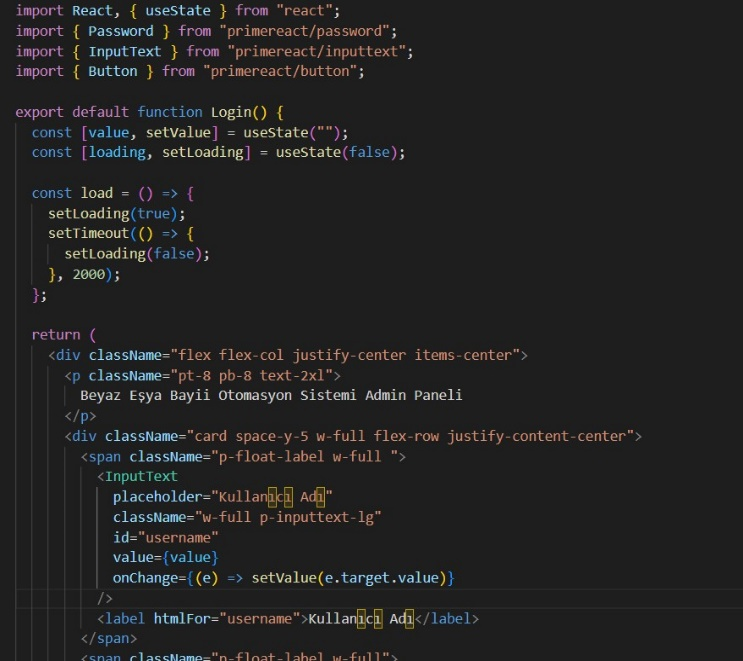 import React, { useState } from "react";
import { Password } from "primereact/password";
import { InputText } from "primereact/inputtext";
import { Button } from "primereact/button";
export default function Login() {
const [value, setValue] = useState("");
const [loading, setLoading] = useState(false);
const load = () => {
setLoading(true);
setTimeout(() => {
setLoading(false);
}, 2000);
};
return (
<div className="flex flex-col justify-center items-center">
<p className="pt-8 pb-8 text-2xl">
Beyaz Eşya Bayii Otomasyon Sistemi Admin Paneli
</p>
<div className="card space-y-5 w-full flex-row justify-content-center">
<span className="p-float-label w-full ">
<InputText
placeholder="Kullanıcı Adı"
className="w-full p-inputtext-lg"
id="username"
value={value}
onChange={(e) => setValue(e.target.value)}
/>
<label htmlFor="username">Kullanıcı Adı</label>
</span>
<span className="p-float-label w-full">